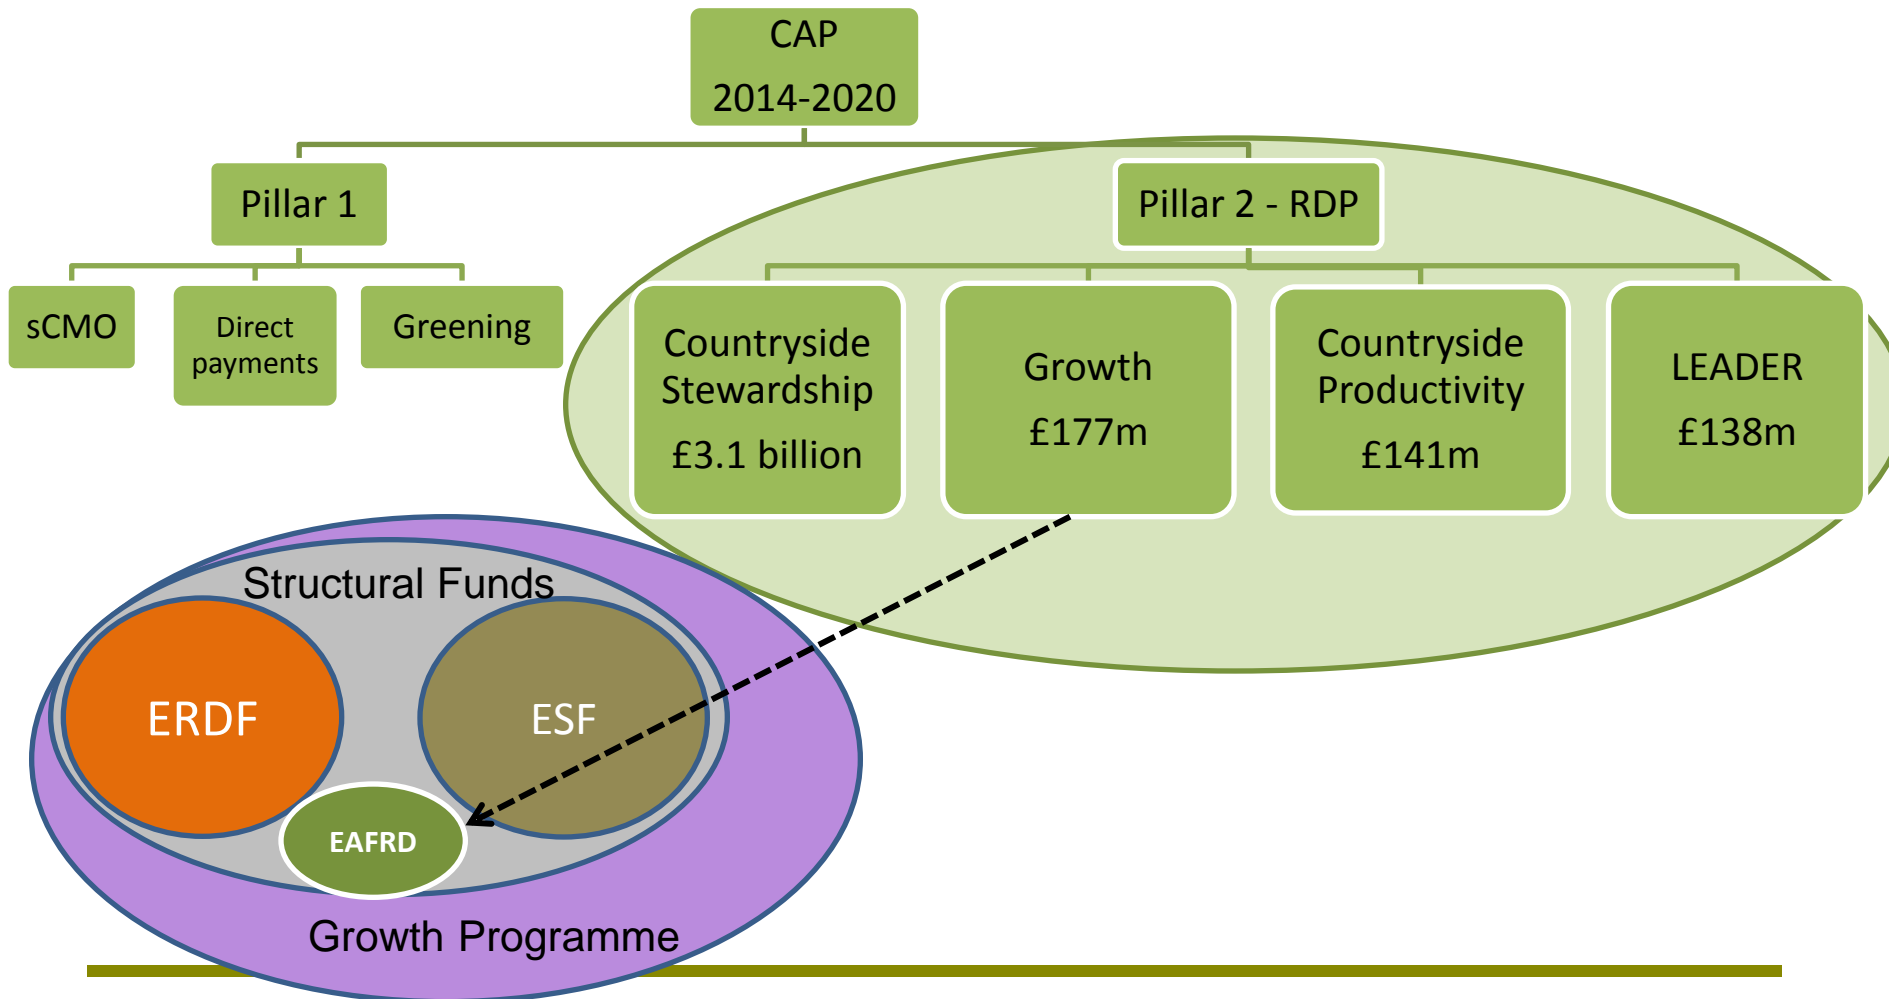 CAP
2014-2020
Pillar 1
Pillar 2 - RDP
sCMO
Direct
payments
Greening
Countryside
Stewardship
£3.1 billion
Growth
£177m
Countryside
Productivity
£141m
LEADER
£138m
Structural Funds
ERDF
ESF
EAFRD
Growth Programme